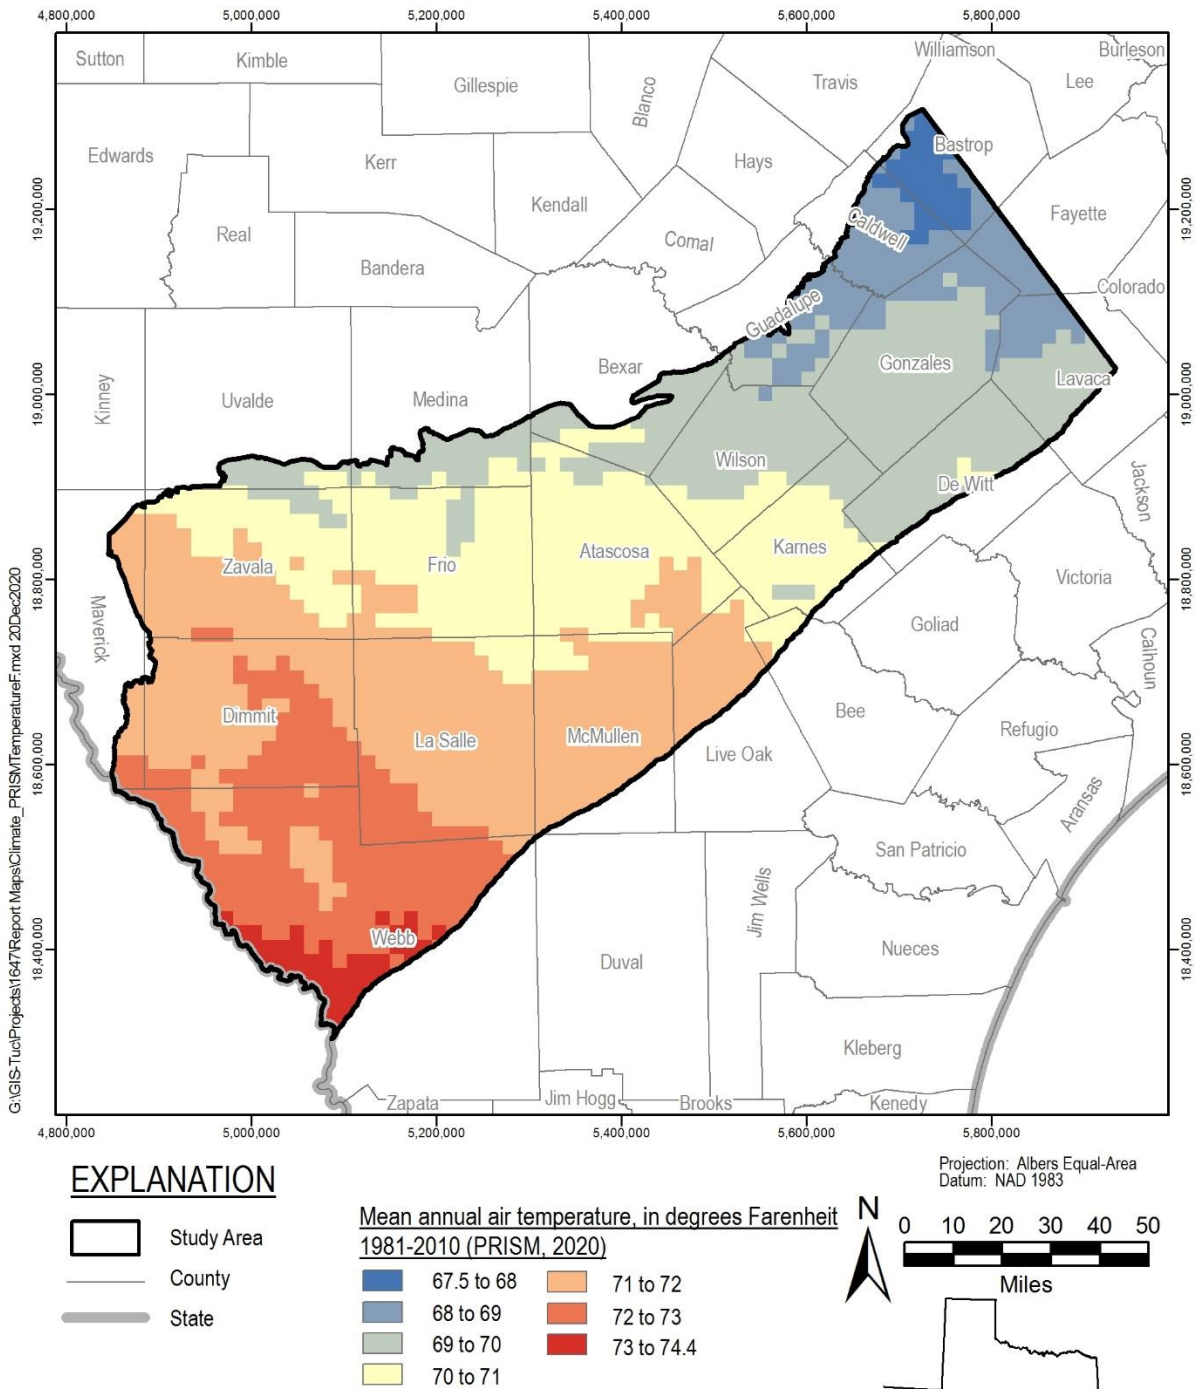 4,800,000 5,000,000 5,200,000 5,400,000 5,600,000 5,800,000
Sutton Kimble Gillespie Blanco Travis Williamson Burleson
Lee
Edwards Kerr Kendall Hays Bastrop
Real Bandera Comal Caldwell Fayette
Guadalupe Colorado
Kinney Uvalde Medina Bexar Gonzales Lavaca
Wilson De Witt Jackson
Maverick Zavala Frio Atascosa Karnes Victoria
Goliad Calhoun
Dimmit La Salle McMullen Live Oak Bee Refugio
Aransas
San Patricio
Webb Duval Jim Wells Nueces
Kleberg
Zapata Jim Hogg Brooks Kenedy
19,200,000
19,000,000
18,800,000
18,600,000
18,400,000
19,200,000
19,000,000
18,800,000
18,600,000
18,400,000
4,800,000 5,000,000 5,200,000 5,400,000 5,600,000 5,800,000
G:\GIS-Tuc\Projects\1647\Report Maps\Climate_PRISMTemperatureF.mxd 20Dec2020
EXPLANATION
Study Area
County
State
Mean annual air temperature, in degrees Farenheit
1981-2010 (PRISM, 2020)
67.5 to 68
68 to 69
69 to 70
70 to 71
71 to 72
72 to 73
73 to 74.4
Projection: Albers Equal-Area
Datum: NAD 1983
N
0 10 20 30 40 50
Miles